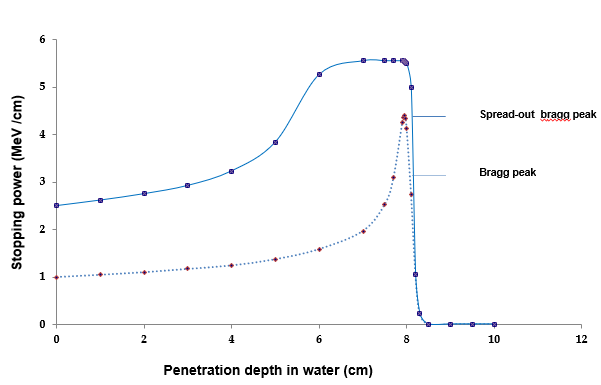 6
5
4
3
2
1
0
Stopping power (MeV /cm)
Spread-out bragg peak
Bragg peak
0 2 4 6 8 10 12
Penetration depth in water (cm)